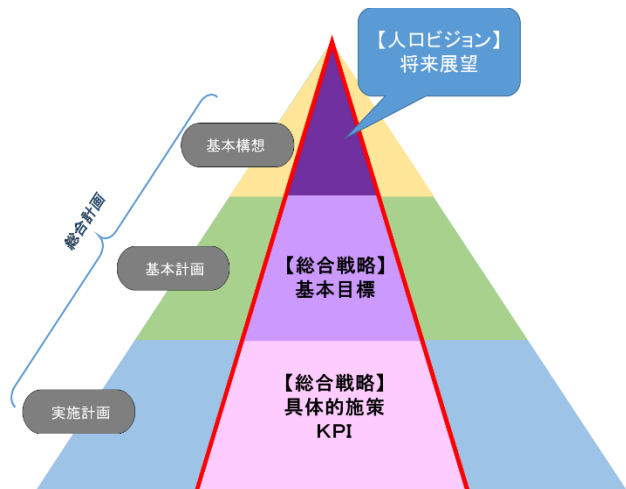 【人口ビジョン】
将来展望
基本構想
総合計画
基本計画
【総合戦略】
基本目標
実施計画
【総合戦略】
具体的施策
KPI